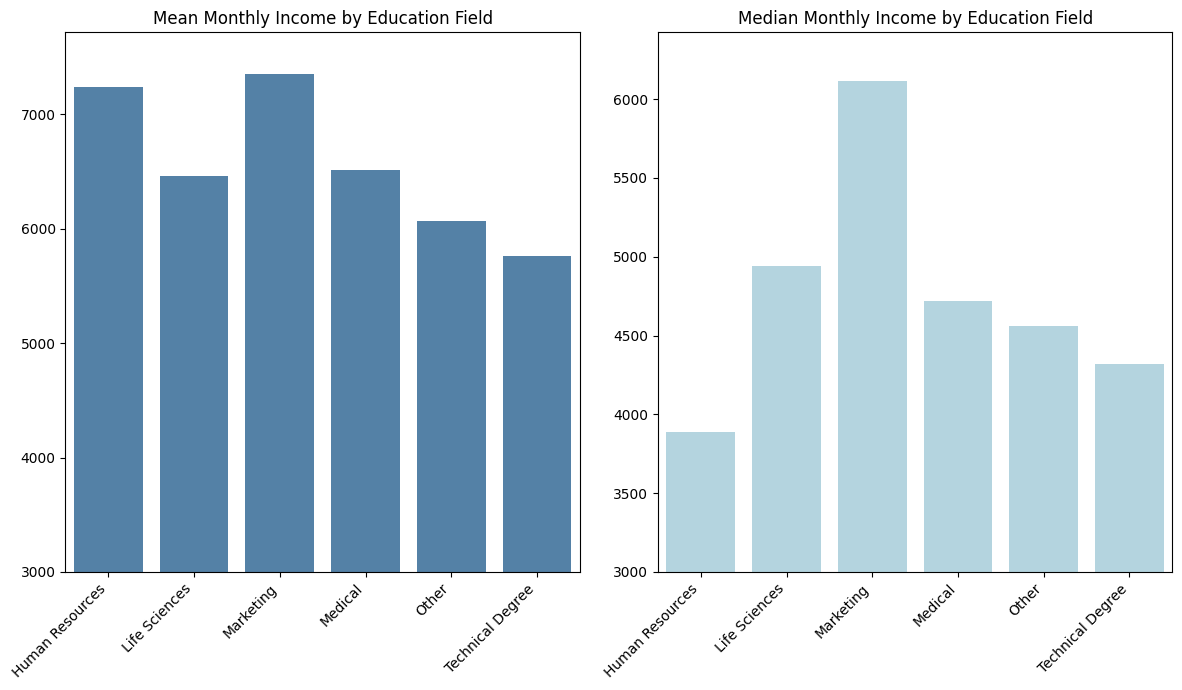 Mean Monthly Income by Education Field
7000
6000
5000
4000
3000
Human Resources
Life Sciences
Marketing
Medical
Other
Technical Degree
Median Monthly Income by Education Field
6000
5500
5000
4500
4000
3500
3000
Human Resources
Life Sciences
Marketing
Medical
Other
Technical Degree